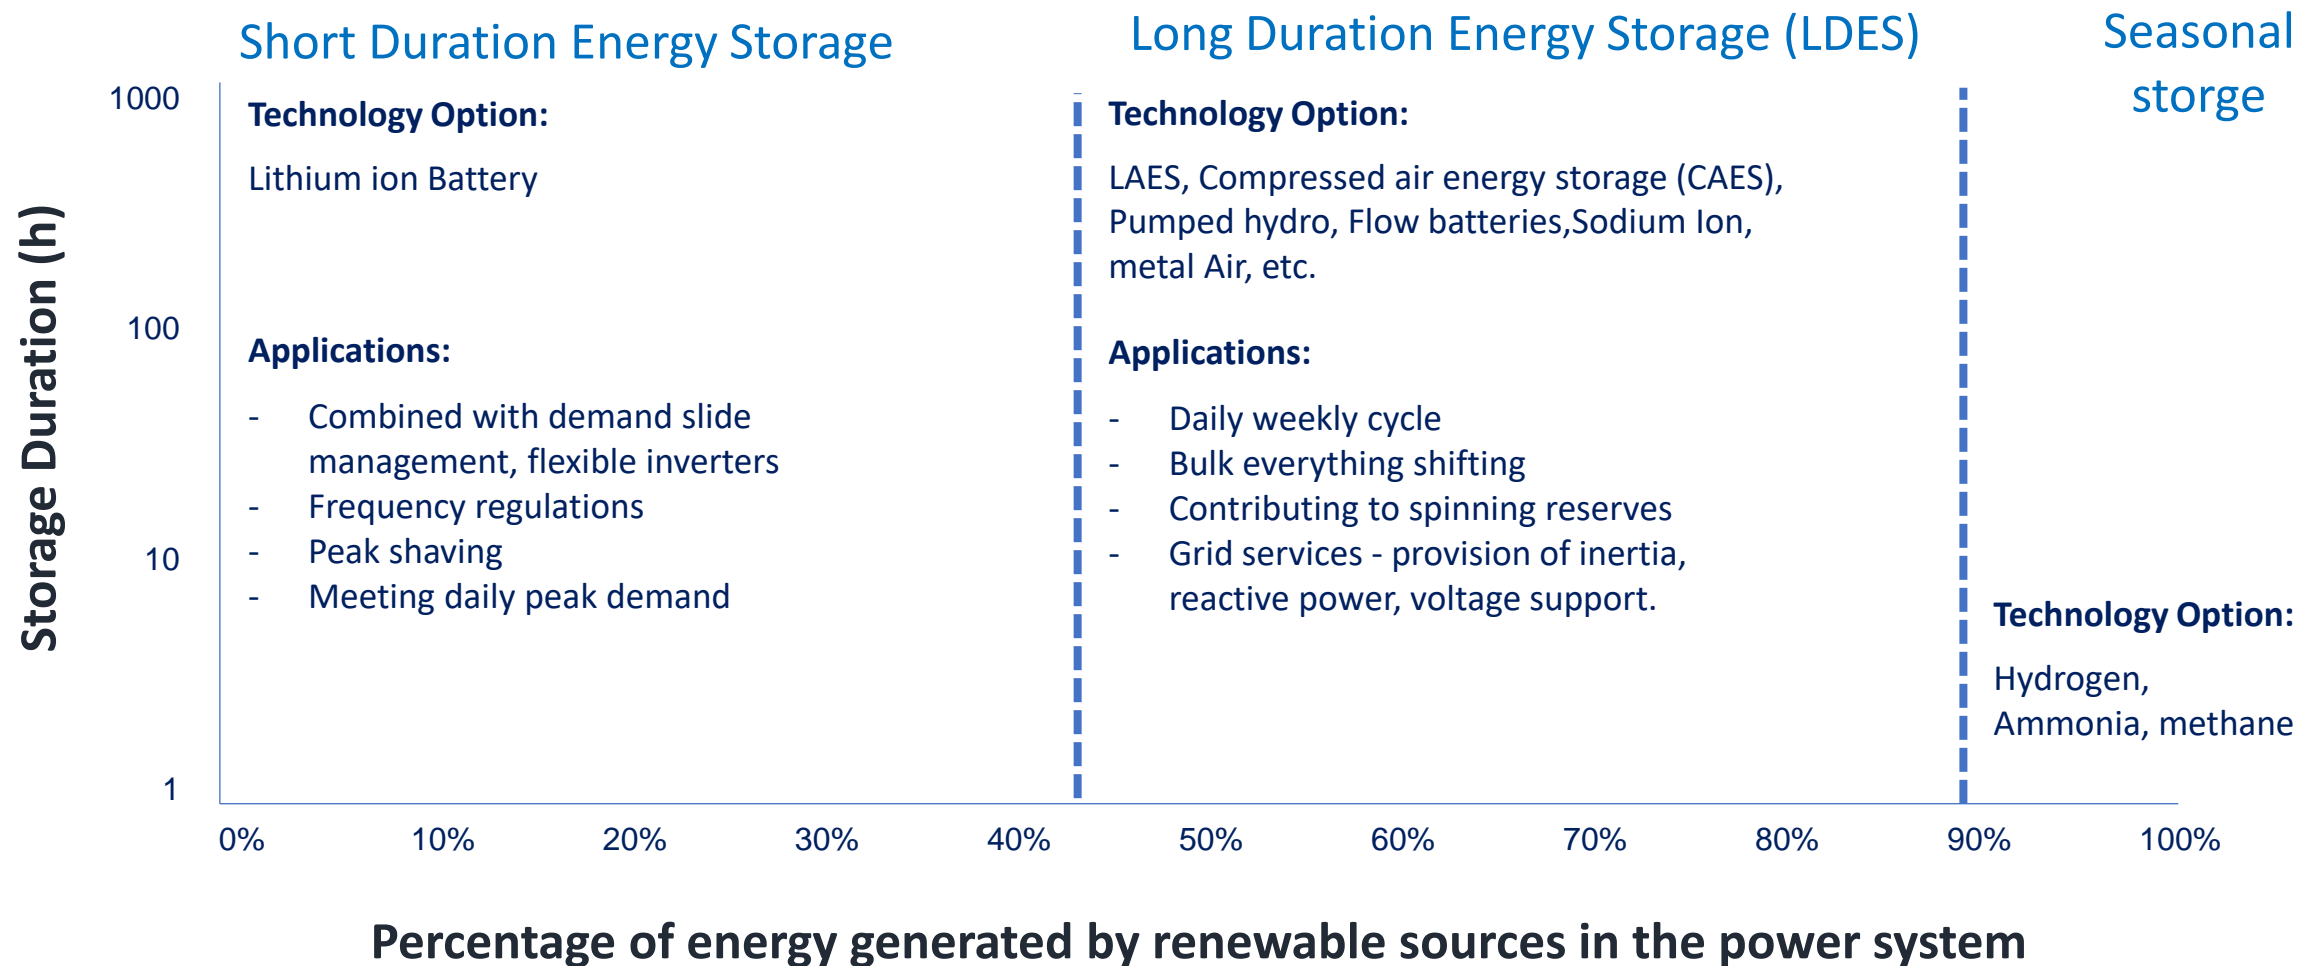 Short Duration Energy Storage
Long Duration Energy Storage (LDES)
Seasonal
storge
Storage Duration (h)
1000
100
10
1
Technology Option:
Lithium ion Battery
Applications:
- Combined with demand slide
management, flexible inverters
- Frequency regulations
- Peak shaving
- Meeting daily peak demand
Technology Option:
LAES, Compressed air energy storage (CAES),
Pumped hydro, Flow batteries,Sodium Ion,
metal Air, etc.
Applications:
- Daily weekly cycle
- Bulk everything shifting
- Contributing to spinning reserves
- Grid services - provision of inertia,
reactive power, voltage support.
Technology Option:
Hydrogen,
Ammonia, methane
0% 10% 20% 30% 40% 50% 60% 70% 80% 90% 100%
Percentage of energy generated by renewable sources in the power system